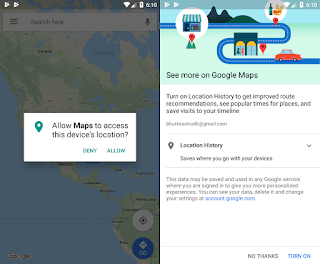 6:10
Search here
Allow Maps to access
this device's location?
DENY ALLOW
Google
GO
6:10
See more on Google Maps
Turn on Location History to get improved route
recommendations, see popular times for places, and
save visits to your timeline
Location History
Saves where you go with your devices
This data may be saved and used in any Google service
where you are signed in to give you more personalized
experiences. You can see your data, delete it and change
your settings at account.google.com.
NO THANKS TURN ON